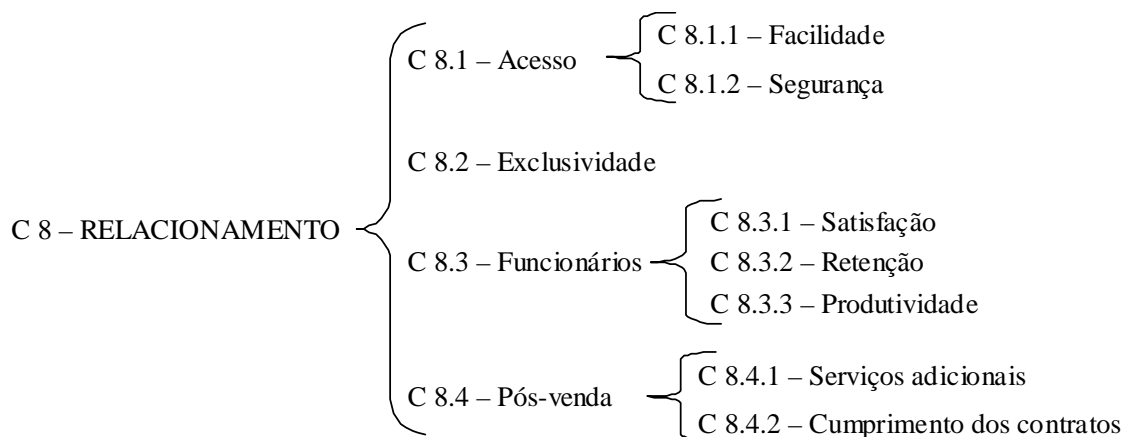 C 8 – RELACIONAMENTO
C 8.1 – Acesso
C 8.1.1 – Facilidade
C 8.1.2 – Segurança
C 8.2 – Exclusividade
C 8.3 – Funcionários
C 8.3.1 – Satisfação
C 8.3.2 – Retenção
C 8.3.3 – Produtividade
C 8.4 – Pós-venda
C 8.4.1 – Serviços adicionais
C 8.4.2 – Cumprimento dos contratos